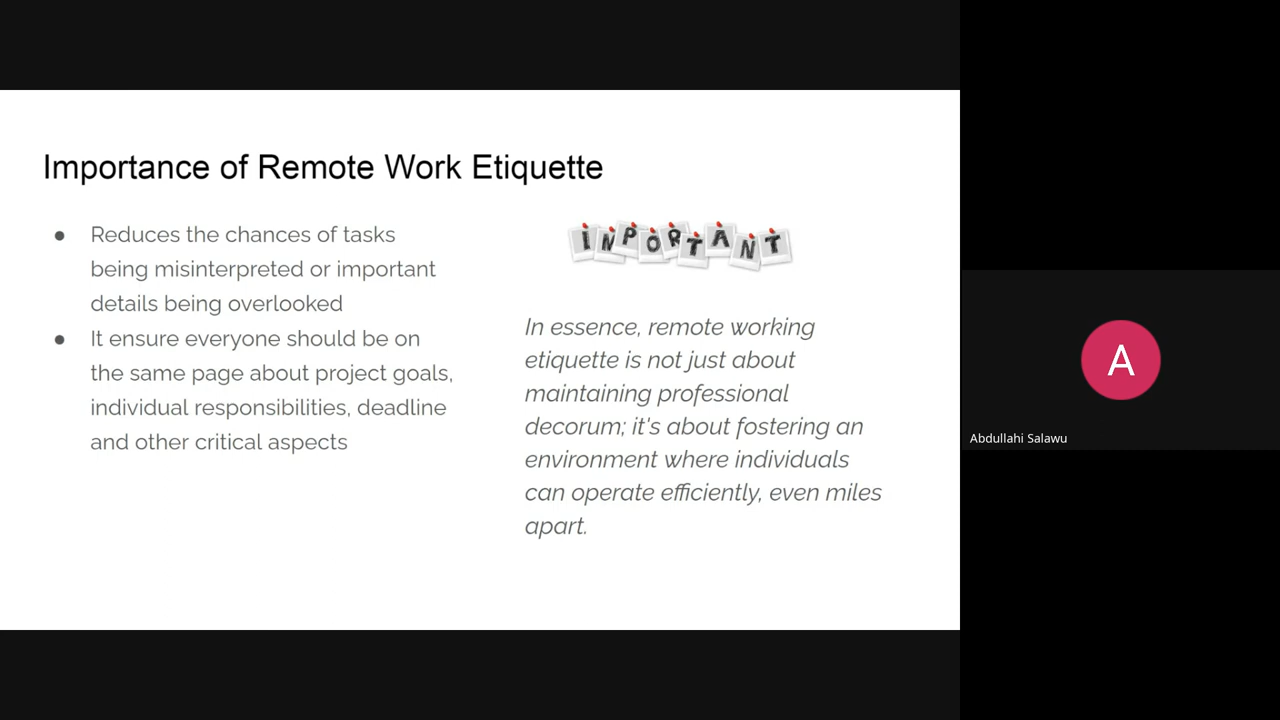 Importance of Remote Work Etiquette
● Reduces the chances of tasks
being misinterpreted or important
details being overlooked
● It ensure everyone should be on
the same page about project goals,
individual responsibilities, deadline
and other critical aspects
IMPORTANT
In essence, remote working
etiquette is not just about
maintaining professional
decorum; it's about fostering an
environment where individuals
can operate efficiently, even miles
apart.
A
Abdullahi Salawu